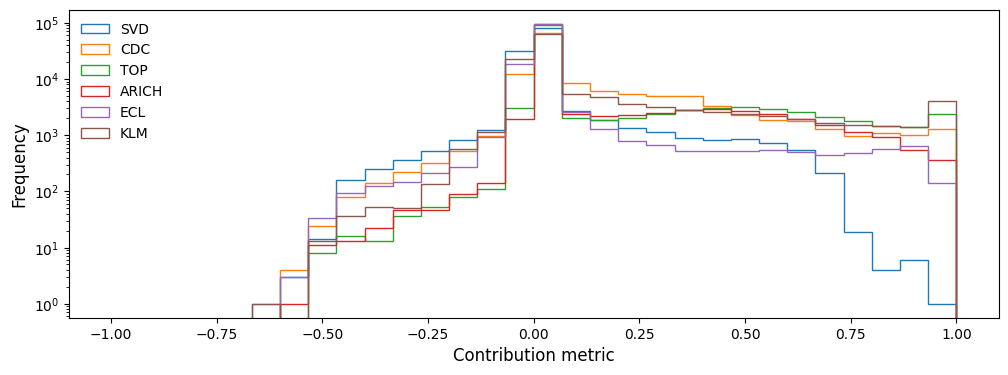 SVD
CDC
TOP
ARICH
ECL
KLM
Frequency
10⁵
10⁴
10³
10²
10¹
10⁰
−1.00 −0.75 −0.50 −0.25 0.00 0.25 0.50 0.75 1.00
Contribution metric